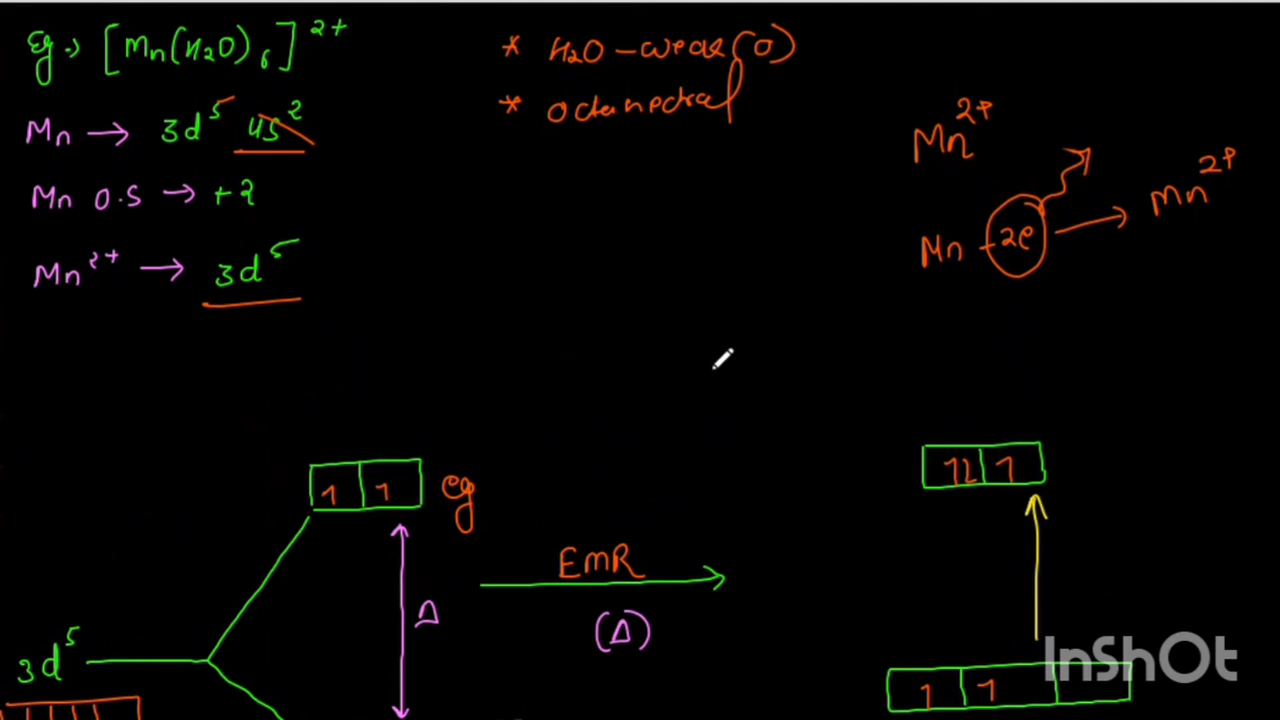 Eg → [Mn(H₂O)₆]²⁺
* H₂O – weak (σ)
* octahedral
Mn → 3d⁵ 4s²
Mn O.S → +2
Mn²⁺ → 3d⁵
Mn²⁺
Mn – 2e → Mn²⁺
1 1 eg
Δ
EMR
(Δ)
3d⁵
1L 1
1 1
InShOt